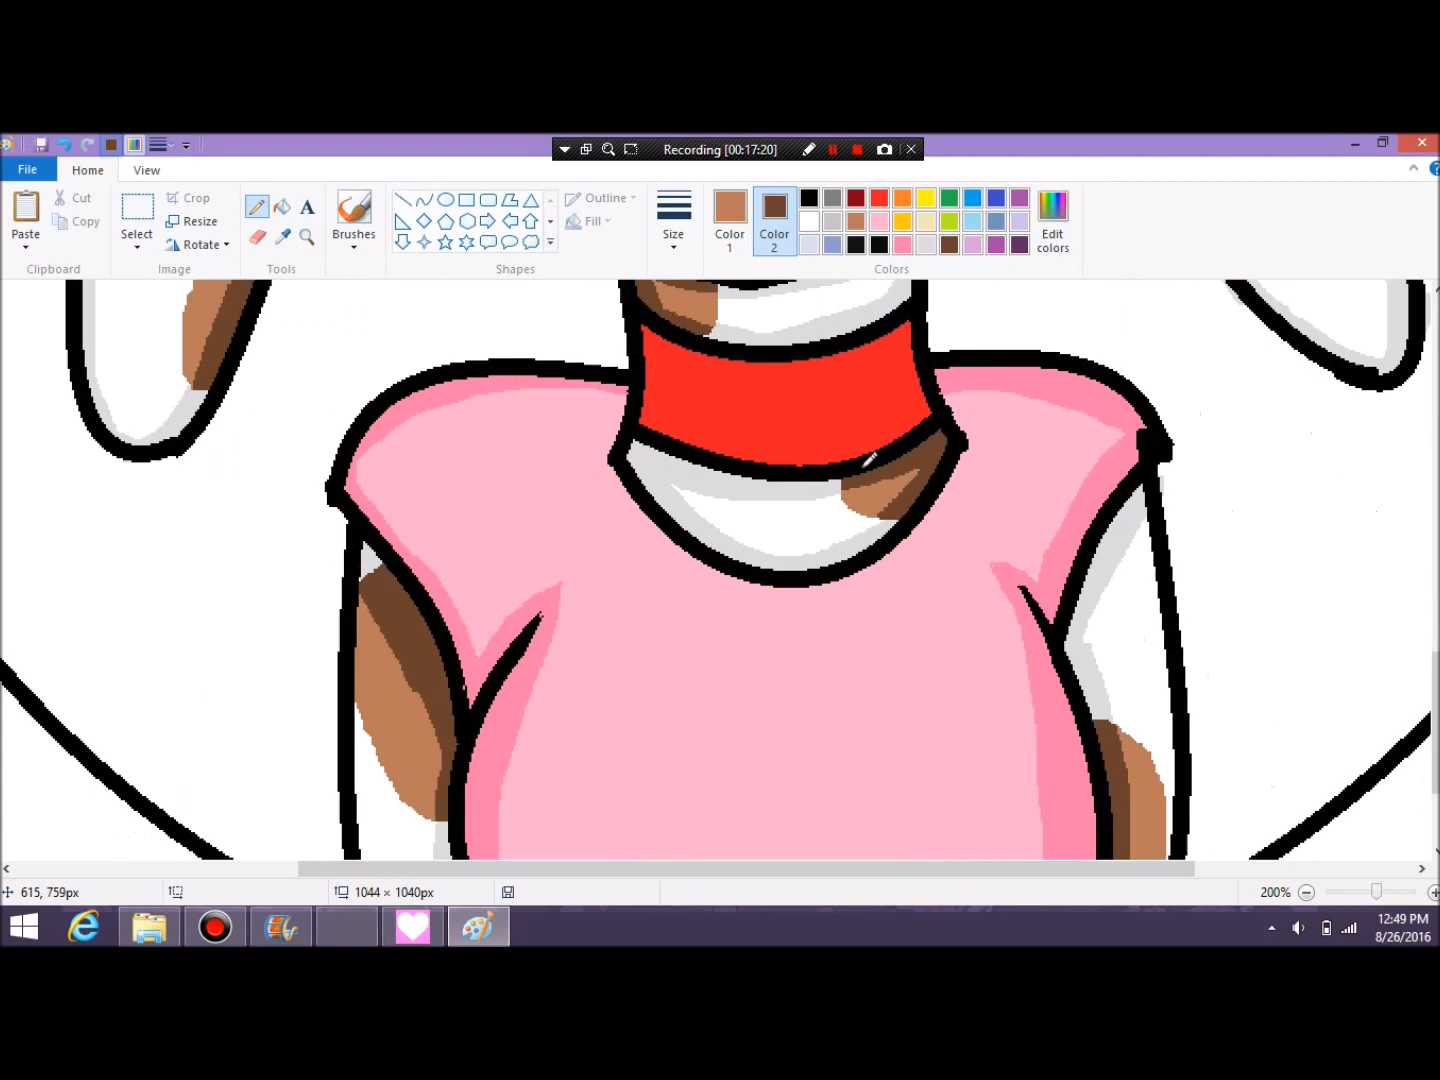 Recording [00:17:20]
File Home View
Paste
Cut
Copy
Clipboard
Select
Crop
Resize
Rotate
Image
A
Tools
Brushes
Outline
Fill
Shapes
Size
Color 1
Color 2
Edit colors
Colors
615, 759px
1044 × 1040px
200%
12:49 PM
8/26/2016